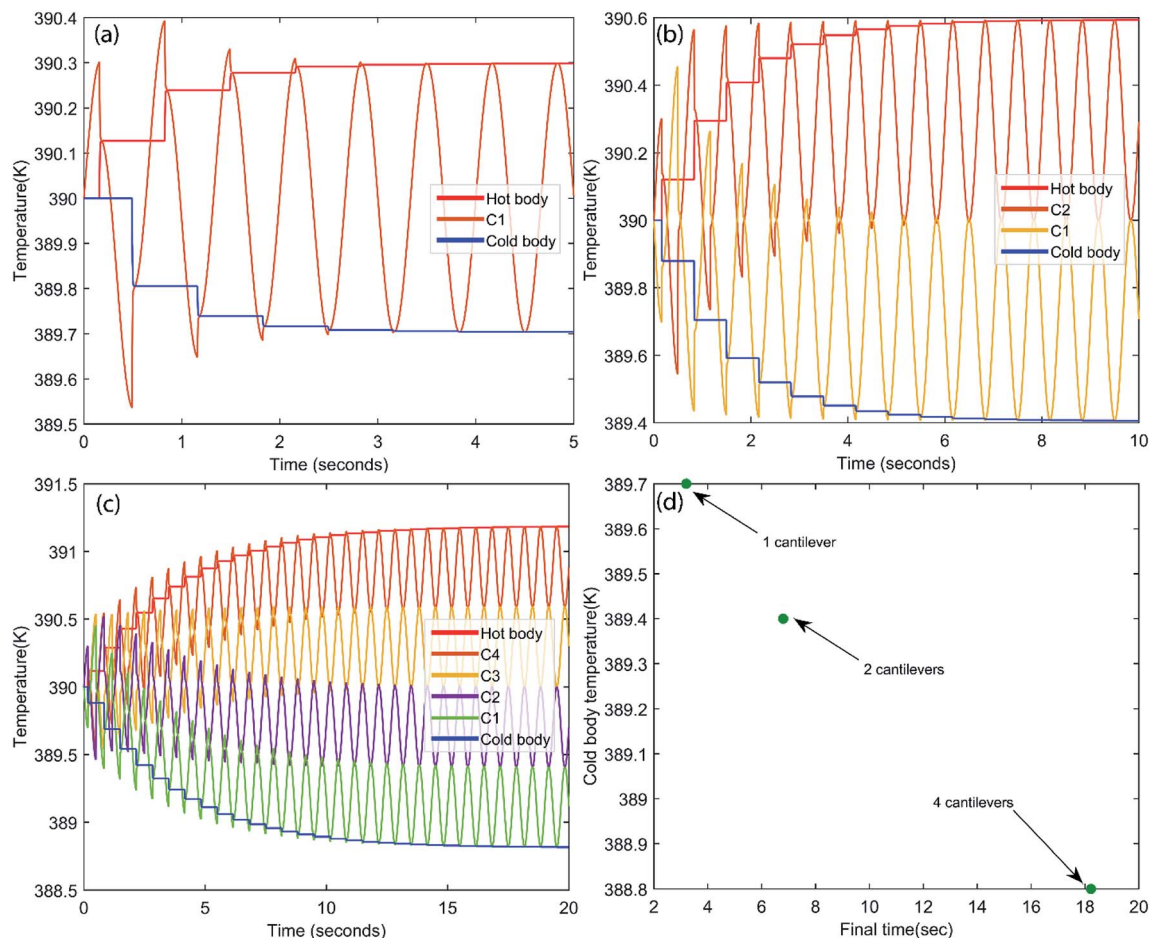 (a)
390.4
390.3
390.2
390.1
390
389.9
389.8
389.7
389.6
389.5
Temperature(K)
0 1 2 3 4 5
Time (seconds)
Hot body
C1
Cold body
(b)
390.6
390.4
390.2
390
389.8
389.6
389.4
Temperature(K)
0 2 4 6 8 10
Time (seconds)
Hot body
C2
C1
Cold body
(c)
391.5
391
390.5
390
389.5
389
388.5
Temperature(K)
0 5 10 15 20
Time (seconds)
Hot body
C4
C3
C2
C1
Cold body
(d)
389.7
389.6
389.5
389.4
389.3
389.2
389.1
389
388.9
388.8
Cold body temperature(K)
1 cantilever
2 cantilevers
4 cantilevers
2 4 6 8 10 12 14 16 18 20
Final time(sec)